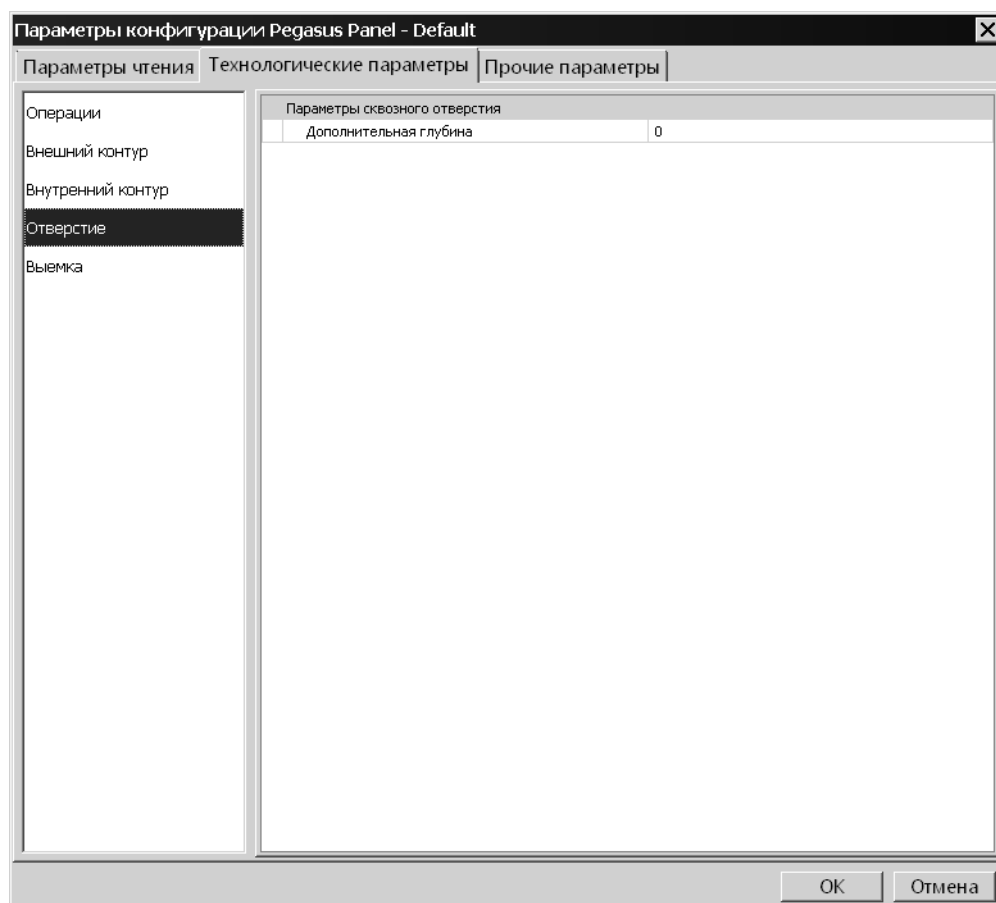 Параметры конфигурации Pegasus Panel - Default
Параметры чтения Технологические параметры Прочие параметры
Операции
Внешний контур
Внутренний контур
Отверстие
Выемка
Параметры сквозного отверстия
Дополнительная глубина 0
OK Отмена